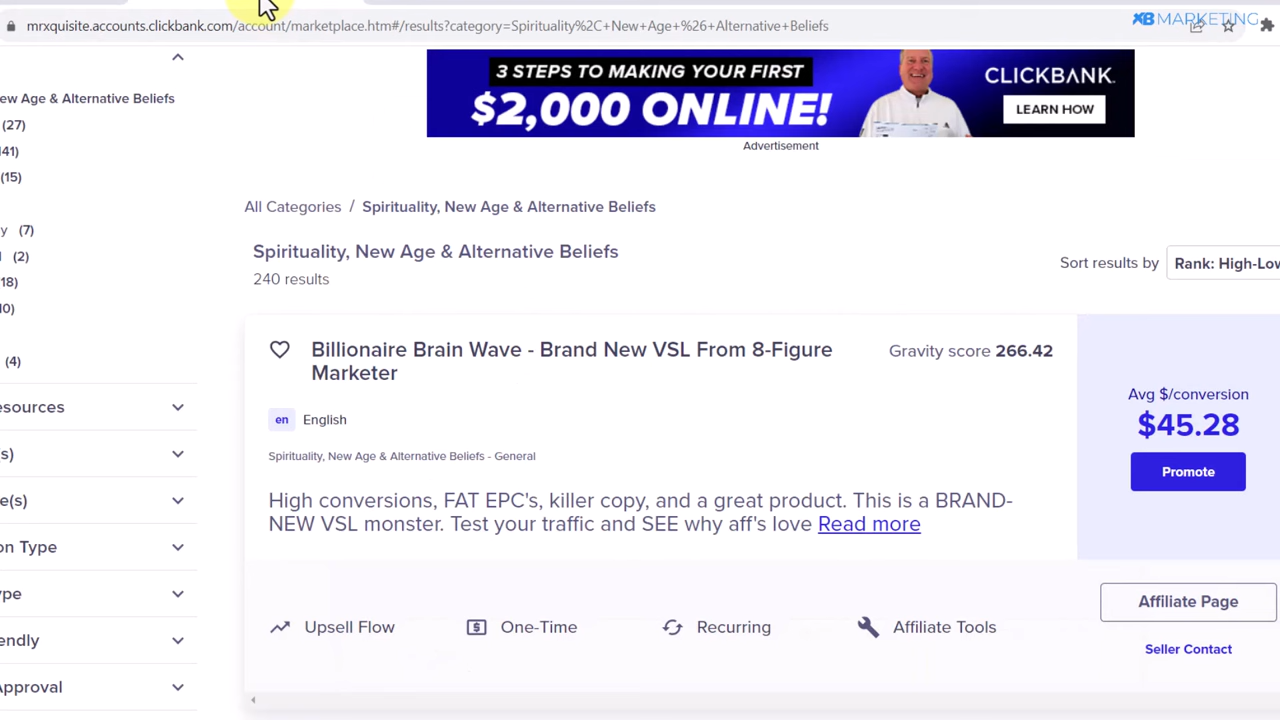 mrxquisite.accounts.clickbank.com/account/marketplace.htm#/results?category=Spirituality%2C+New+Age+%26+Alternative+Beliefs
XB MARKETING
3 STEPS TO MAKING YOUR FIRST
$2,000 ONLINE!
CLICKBANK.
LEARN HOW
Advertisement
ew Age & Alternative Beliefs
(27)
41)
(15)
y (7)
(2)
18)
(4)
esources
s)
e(s)
on Type
ype
endly
Approval
All Categories / Spirituality, New Age & Alternative Beliefs
Spirituality, New Age & Alternative Beliefs
240 results
Sort results by Rank: High-Low
Billionaire Brain Wave - Brand New VSL From 8-Figure
Marketer
Gravity score 266.42
en English
Spirituality, New Age & Alternative Beliefs - General
High conversions, FAT EPC's, killer copy, and a great product. This is a BRAND-
NEW VSL monster. Test your traffic and SEE why aff's love Read more
Upsell Flow One-Time Recurring Affiliate Tools
Avg $/conversion
$45.28
Promote
Affiliate Page
Seller Contact